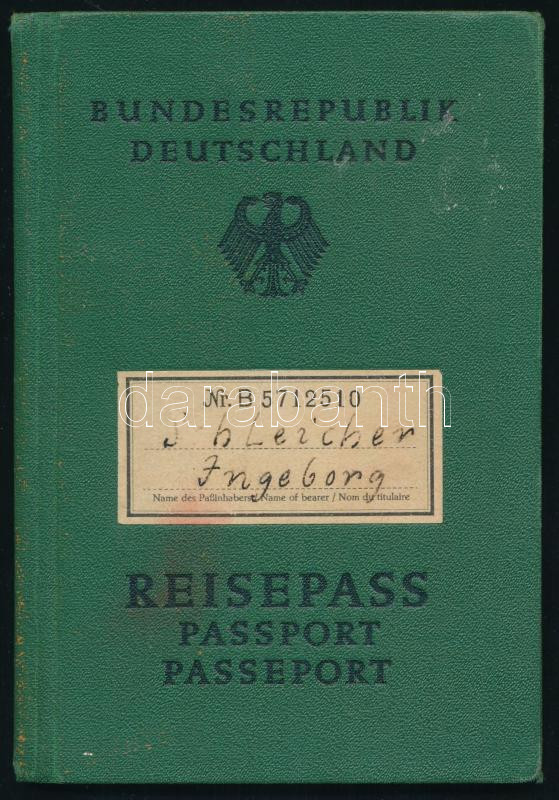 BUNDESREPUBLIK
DEUTSCHLAND
Nr. B 5712510
Ingeborg
Name des Paßinhabers / Name of bearer / Nom du titulaire
darabanth
REISEPASS
PASSPORT
PASSEPORT